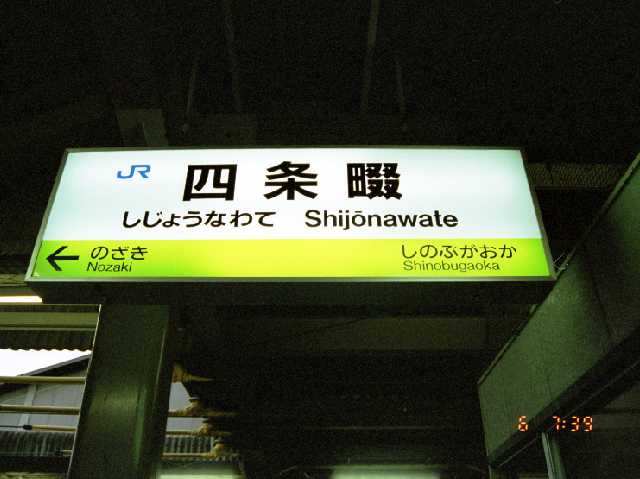 JR 四条畷
しじょうなわて Shijōnawate
← のざき しのぶがおか
Nozaki Shinobugaoka
6 7:39